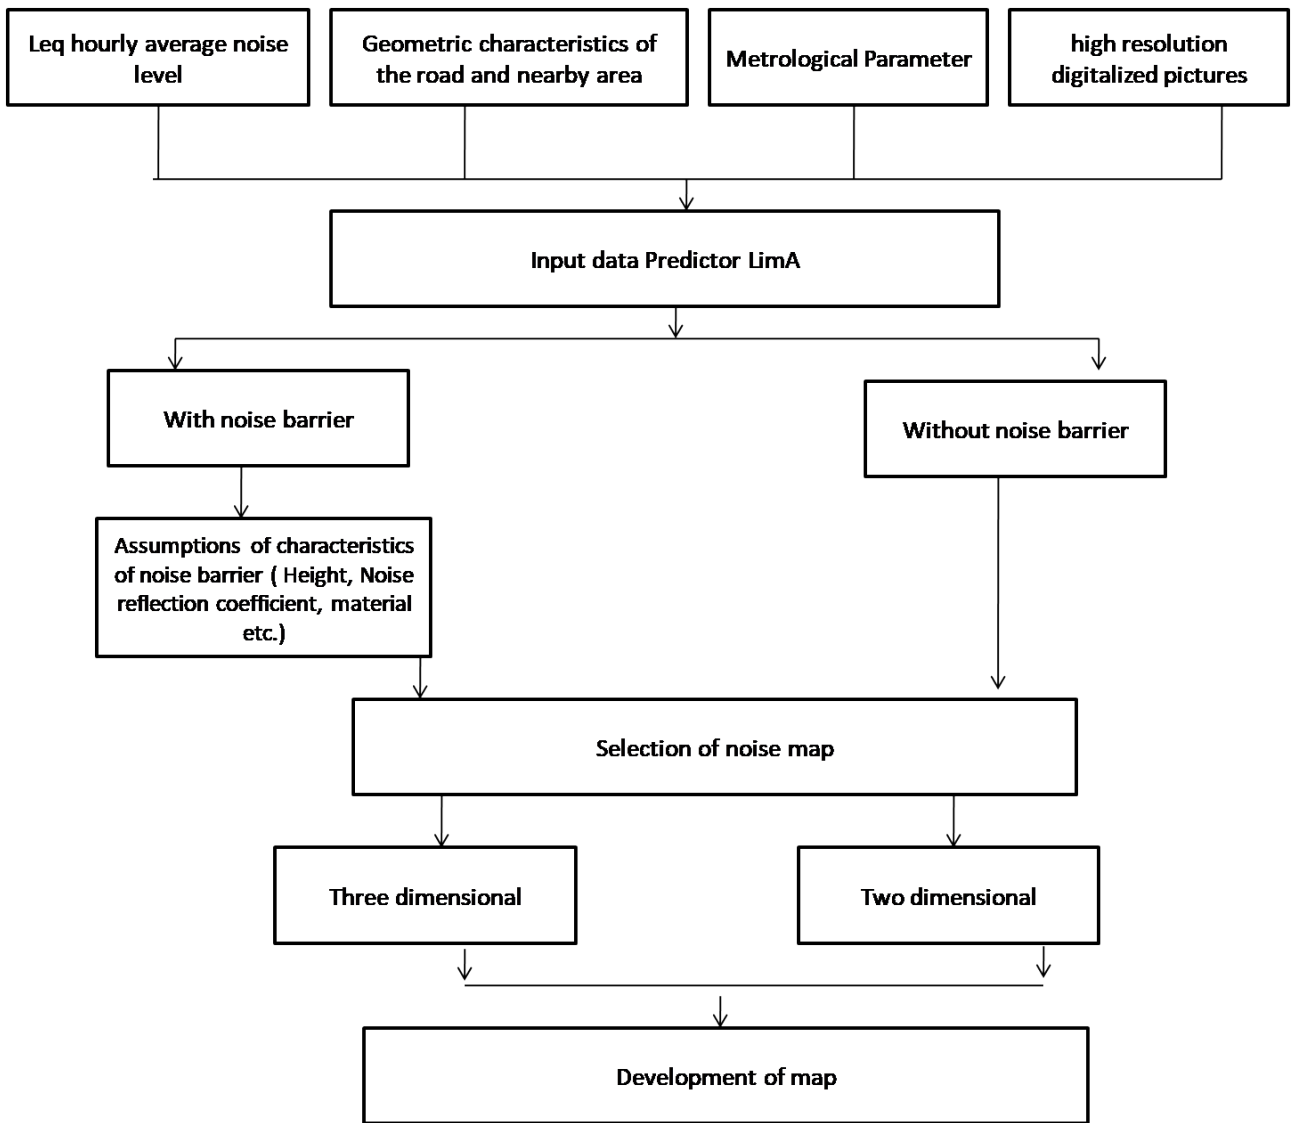 Leq hourly average noise
level
Geometric characteristics of
the road and nearby area
Metrological Parameter
high resolution
digitalized pictures
Input data Predictor LimA
With noise barrier
Without noise barrier
Assumptions of characteristics
of noise barrier ( Height, Noise
reflection coefficient, material
etc.)
Selection of noise map
Three dimensional
Two dimensional
Development of map